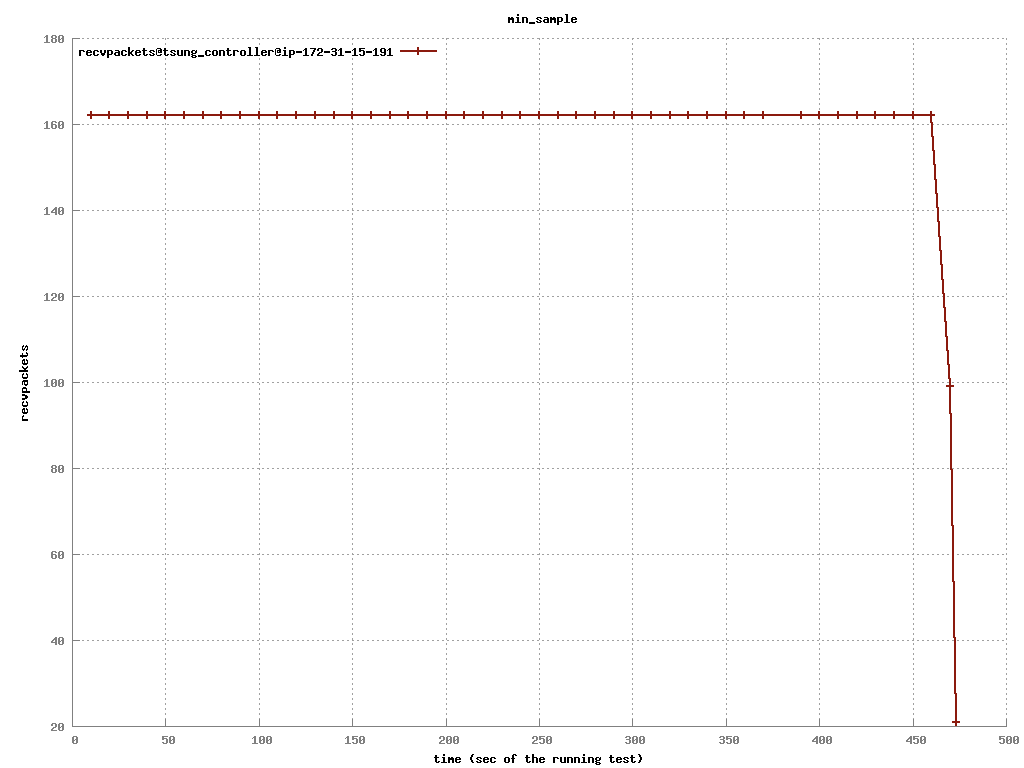 min_sample
180
recvpackets@tsung_controller@ip-172-31-15-191
160
140
120
100
80
60
40
20
recvpackets
0 50 100 150 200 250 300 350 400 450 500
time (sec of the running test)